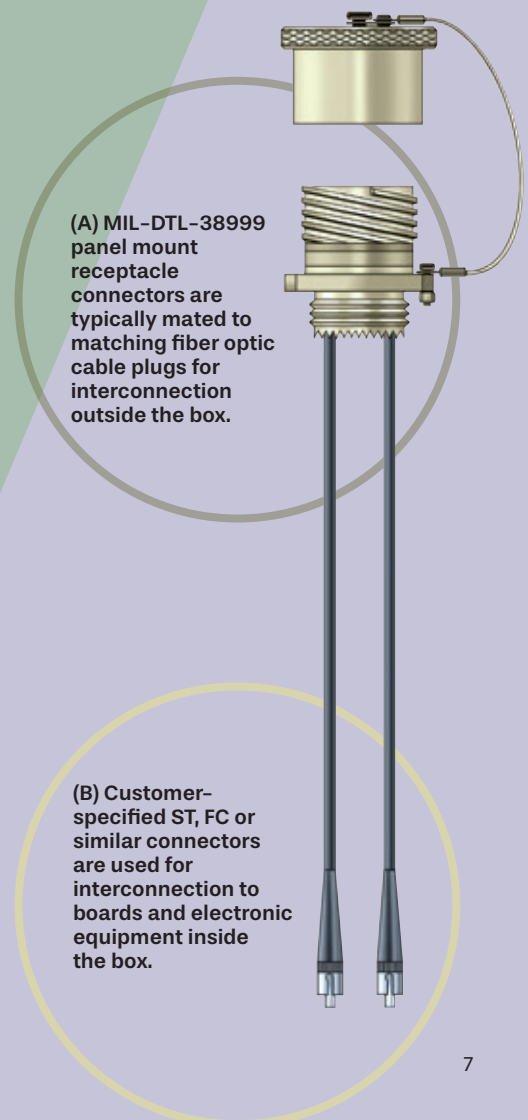 (A) MIL-DTL-38999
panel mount
receptacle
connectors are
typically mated to
matching fiber optic
cable plugs for
interconnection
outside the box.
(B) Customer-
specified ST, FC or
similar connectors
are used for
interconnection to
boards and electronic
equipment inside
the box.
7